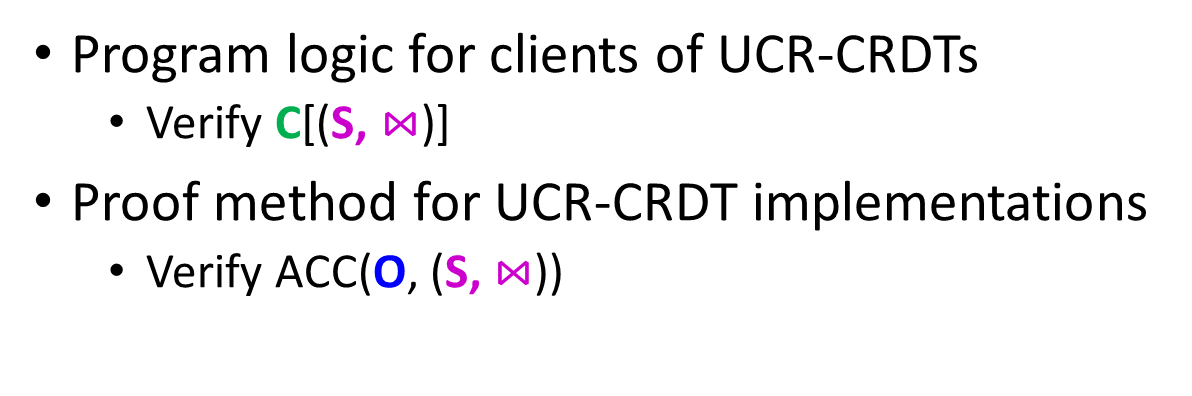 • Program logic for clients of UCR-CRDTs
• Verify C[(S, ⋈)]
• Proof method for UCR-CRDT implementations
• Verify ACC(O, (S, ⋈))